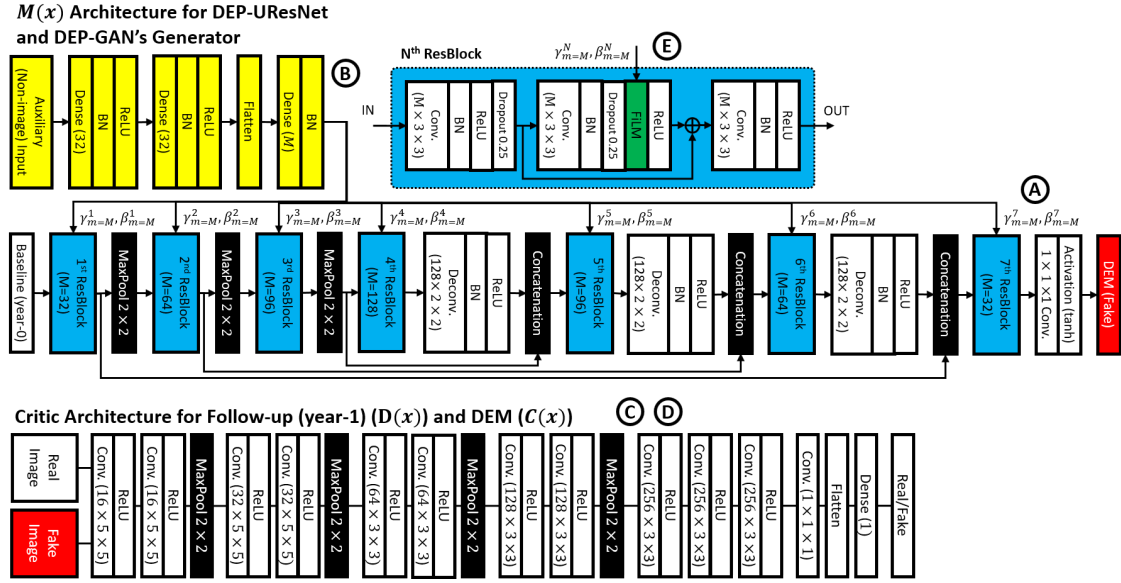 M(x) Architecture for DEP-UResNet
and DEP-GAN's Generator
Auxiliary
(Non-image) Input
Dense (32)
BN
ReLU
Dense (32)
BN
ReLU
Flatten
Dense (M)
BN
B
Nᵗʰ ResBlock
γᴺₘ₌M, βᴺₘ₌M
E
IN
Conv.
(M × 3 × 3)
BN
ReLU
Dropout 0.25
Conv.
(M × 3 × 3)
BN
Dropout 0.25
FiLM
ReLU
Conv.
(M × 3 × 3)
BN
ReLU
OUT
A
γ¹ₘ₌M, β¹ₘ₌M
γ²ₘ₌M, β²ₘ₌M
γ³ₘ₌M, β³ₘ₌M
γ⁴ₘ₌M, β⁴ₘ₌M
γ⁵ₘ₌M, β⁵ₘ₌M
γ⁶ₘ₌M, β⁶ₘ₌M
γ⁷ₘ₌M, β⁷ₘ₌M
Baseline (year-0)
1ˢᵗ ResBlock
(M=32)
MaxPool 2 × 2
2ⁿᵈ ResBlock
(M=64)
MaxPool 2 × 2
3ʳᵈ ResBlock
(M=96)
MaxPool 2 × 2
4ᵗʰ ResBlock
(M=128)
Deconv.
(128× 2 × 2)
BN
ReLU
Concatenation
5ᵗʰ ResBlock
(M=96)
Deconv.
(128× 2 × 2)
BN
ReLU
Concatenation
6ᵗʰ ResBlock
(M=64)
Deconv.
(128× 2 × 2)
BN
ReLU
Concatenation
7ᵗʰ ResBlock
(M=32)
1 × 1 ×1 Conv.
Activation (tanh)
DEM (Fake)
Critic Architecture for Follow-up (year-1) (D(x)) and DEM (C(x))
C
D
Real
Image
Fake
Image
Conv. (16 × 5 × 5)
ReLU
Conv. (16 × 5 × 5)
ReLU
MaxPool 2 × 2
Conv. (32 × 5 × 5)
ReLU
Conv. (32 × 5 × 5)
ReLU
MaxPool 2 × 2
Conv. (64 × 3 × 3)
ReLU
Conv. (64 × 3 × 3)
ReLU
MaxPool 2 × 2
Conv. (128 × 3 ×3)
ReLU
Conv. (128 × 3 ×3)
ReLU
MaxPool 2 × 2
Conv. (256 × 3 ×3)
ReLU
Conv. (256 × 3 ×3)
ReLU
Conv. (256 × 3 ×3)
ReLU
Conv. (1 × 1 × 1)
Flatten
Dense (1)
Real/Fake